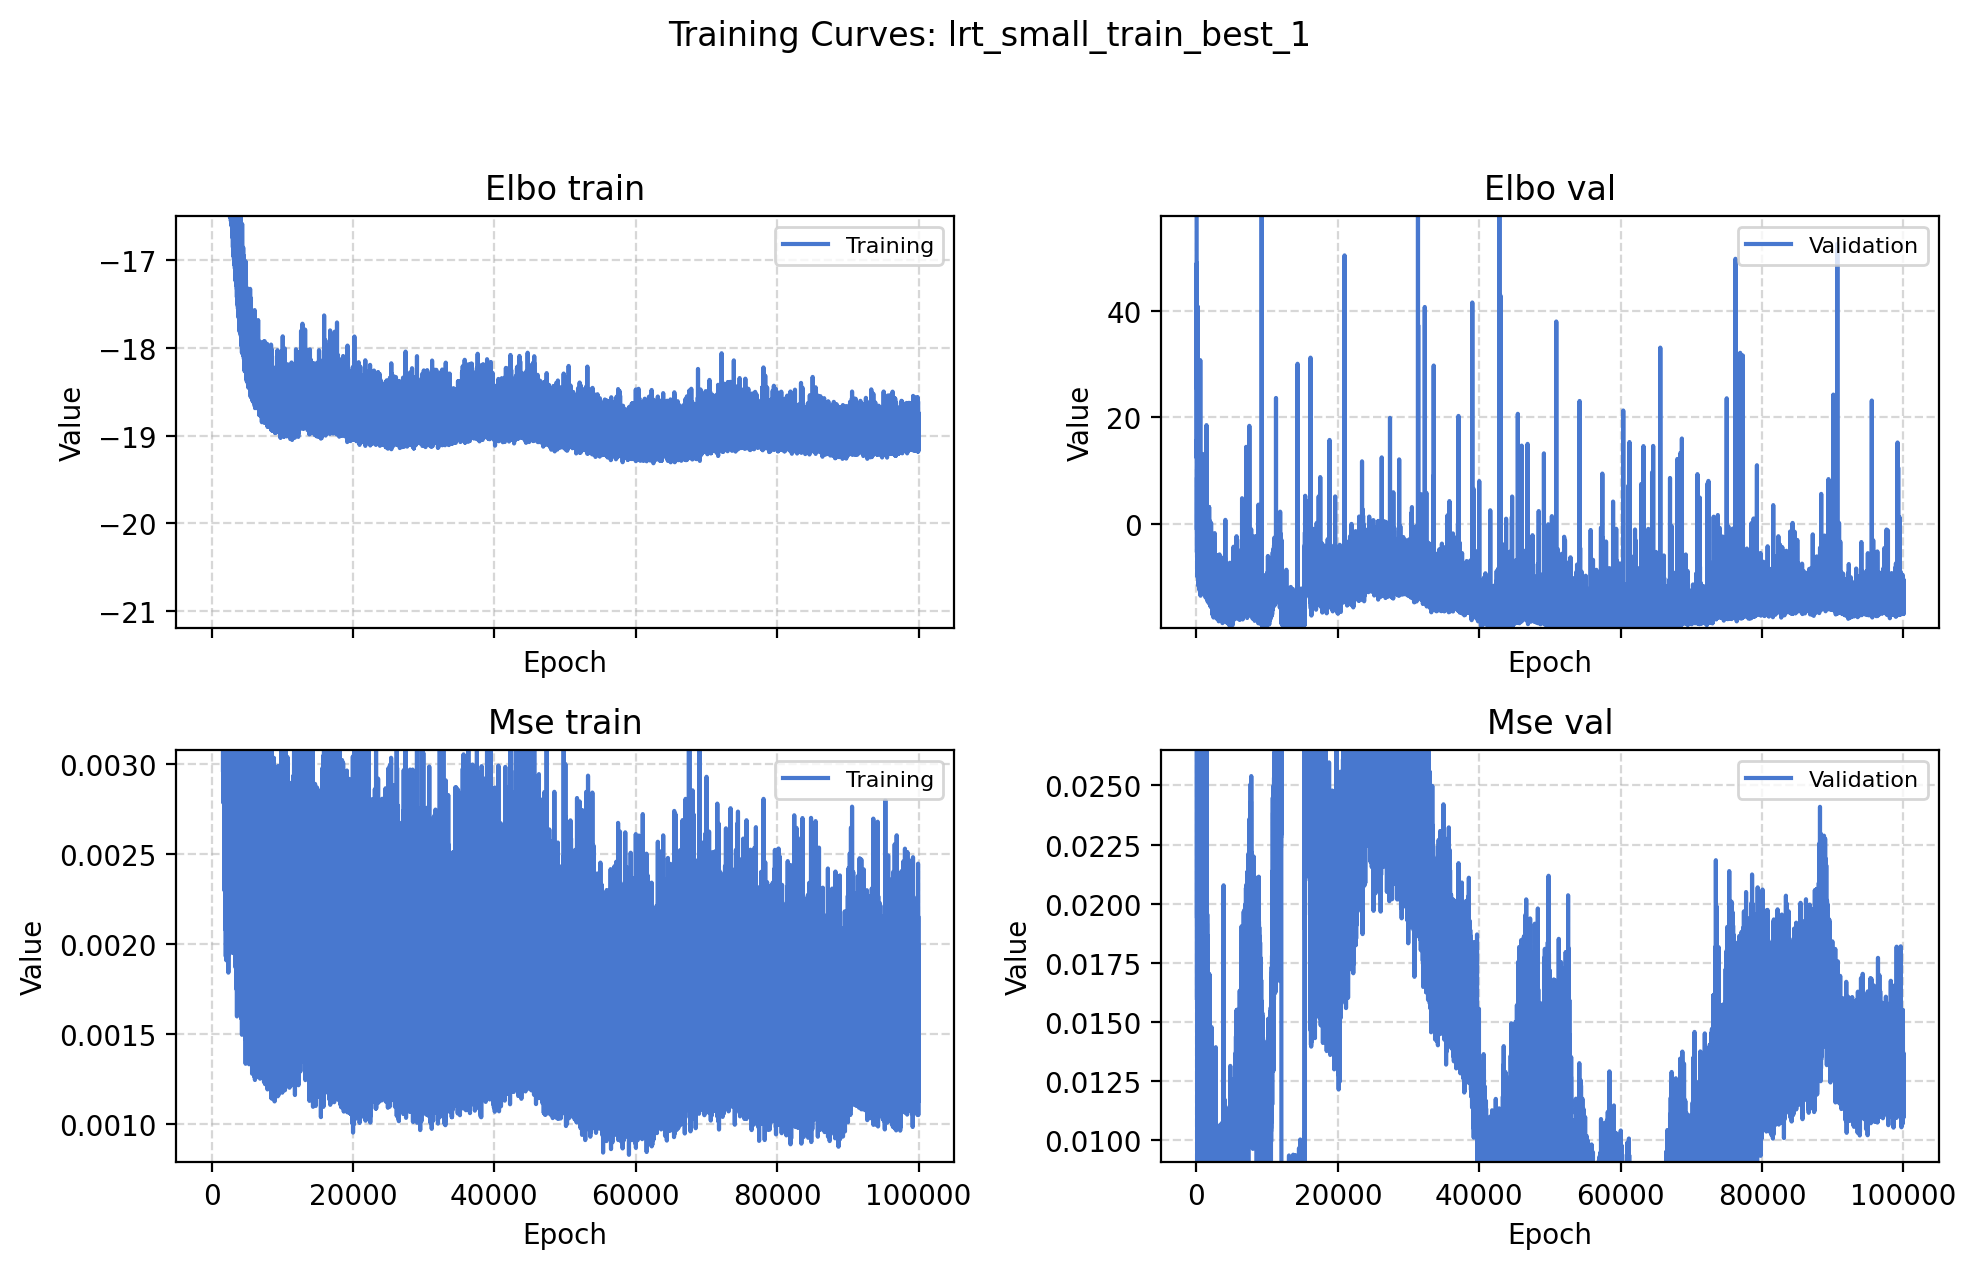 Training Curves: lrt_small_train_best_1
Elbo train
Value
−17
−18
−19
−20
−21
Training
Epoch
Elbo val
Value
40
20
0
Validation
Epoch
Mse train
Value
0.0030
0.0025
0.0020
0.0015
0.0010
Training
0
20000
40000
60000
80000
100000
Epoch
Mse val
Value
0.0250
0.0225
0.0200
0.0175
0.0150
0.0125
0.0100
Validation
0
20000
40000
60000
80000
100000
Epoch